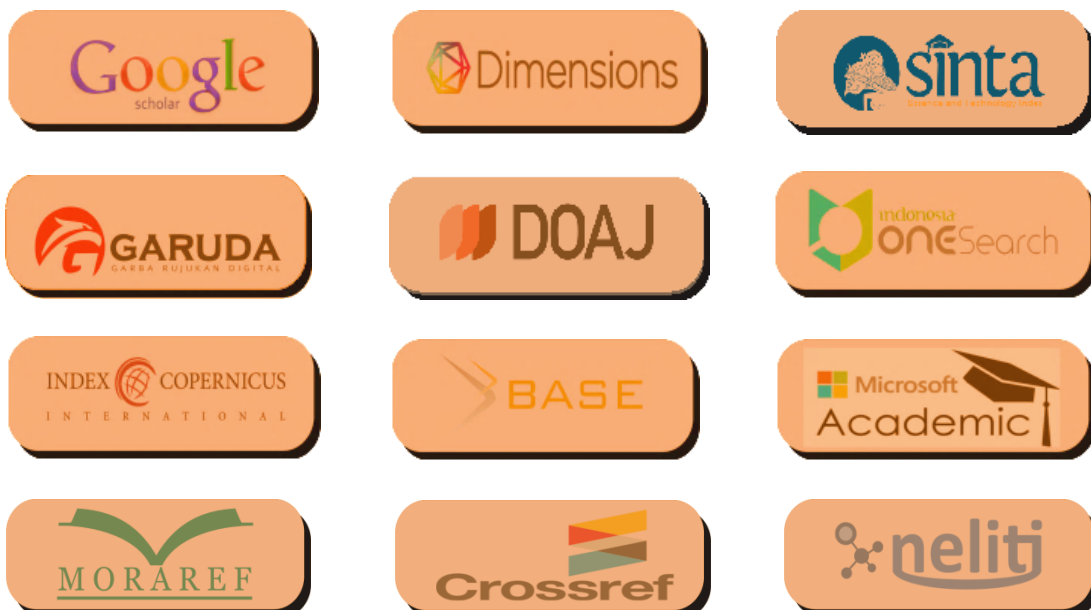 Google
scholar
Dimensions
sinta
Science and Technology Index
GARUDA
GARBA RUJUKAN DIGITAL
DOAJ
indonesia
oneSearch
INDEX COPERNICUS
INTERNATIONAL
BASE
Microsoft
Academic
MORAREF
Crossref
neliti